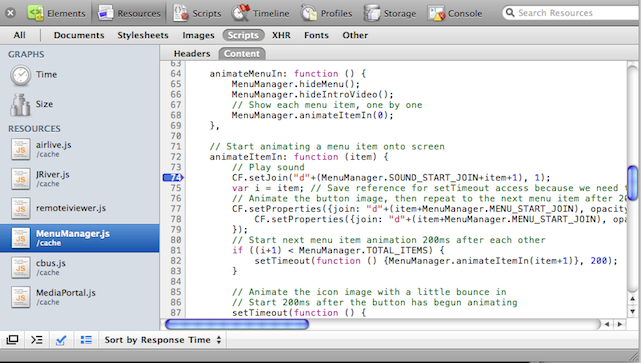 Elements Resources Scripts Timeline Profiles Storage Console Search Resources
All Documents Stylesheets Images Scripts XHR Fonts Other
GRAPHS
Time
Size
RESOURCES
airlive.js
/cache
JRiver.js
/cache
remoteiviewer.js
MenuManager.js
/cache
cbus.js
/cache
MediaPortal.js
Headers Content
63
64 animateMenuIn: function () {
65 MenuManager.hideMenu();
66 MenuManager.hideIntroVideo();
67 // Show each menu item, one by one
68 MenuManager.animateItemIn(0);
69 },
70
71 // Start animating a menu item onto screen
72 animateItemIn: function (item) {
73 // Play sound
74 CF.setJoin("d"+(MenuManager.SOUND_START_JOIN+item+1), 1);
75 var i = item; // Save reference for setTimeout access because we need t
76 // Animate the button image, then repeat to the next menu item after 20
77 CF.setProperties({join: "d"+(item+MenuManager.MENU_START_JOIN), opacity
78 CF.setProperties({join: "d"+(item+MenuManager.MENU_START_JOIN), opa
79 });
80 // Start next menu item animation 200ms after each other
81 if ((i+1) < MenuManager.TOTAL_ITEMS) {
82 setTimeout(function () {MenuManager.animateItemIn(item+1)}, 200);
83 }
84
85 // Animate the icon image with a little bounce in
86 // Start 200ms after the button has begun animating
87 setTimeout(function () {
Sort by Response Time